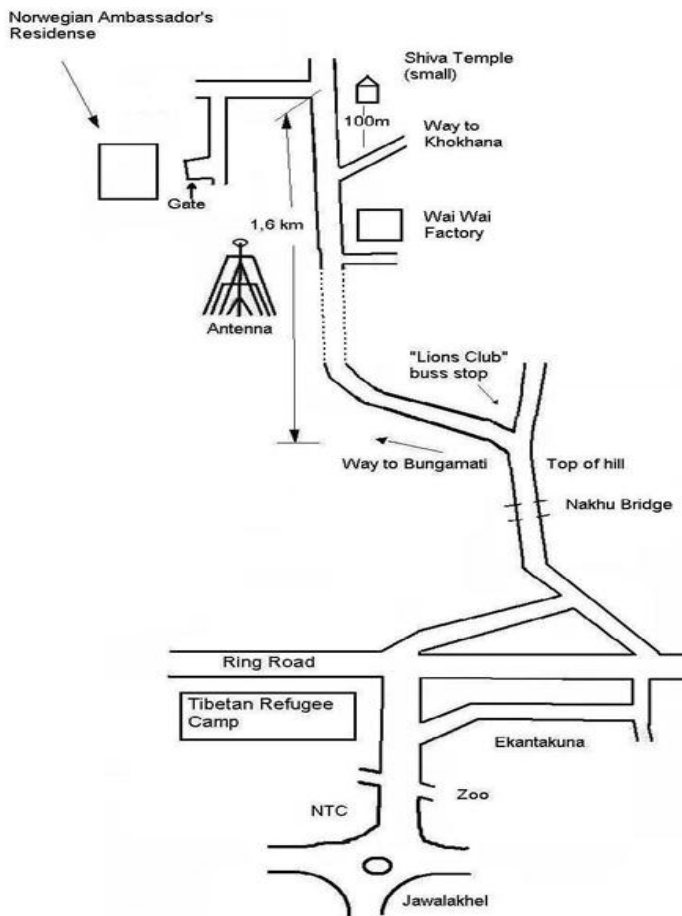 Norwegian Ambassador's
Residense
Shiva Temple
(small)
100m
Way to
Khokhana
Gate
1,6 km
Wai Wai
Factory
Antenna
"Lions Club"
buss stop
Way to Bungamati
Top of hill
Nakhu Bridge
Ring Road
Tibetan Refugee
Camp
Ekantakuna
NTC
Zoo
Jawalakhel